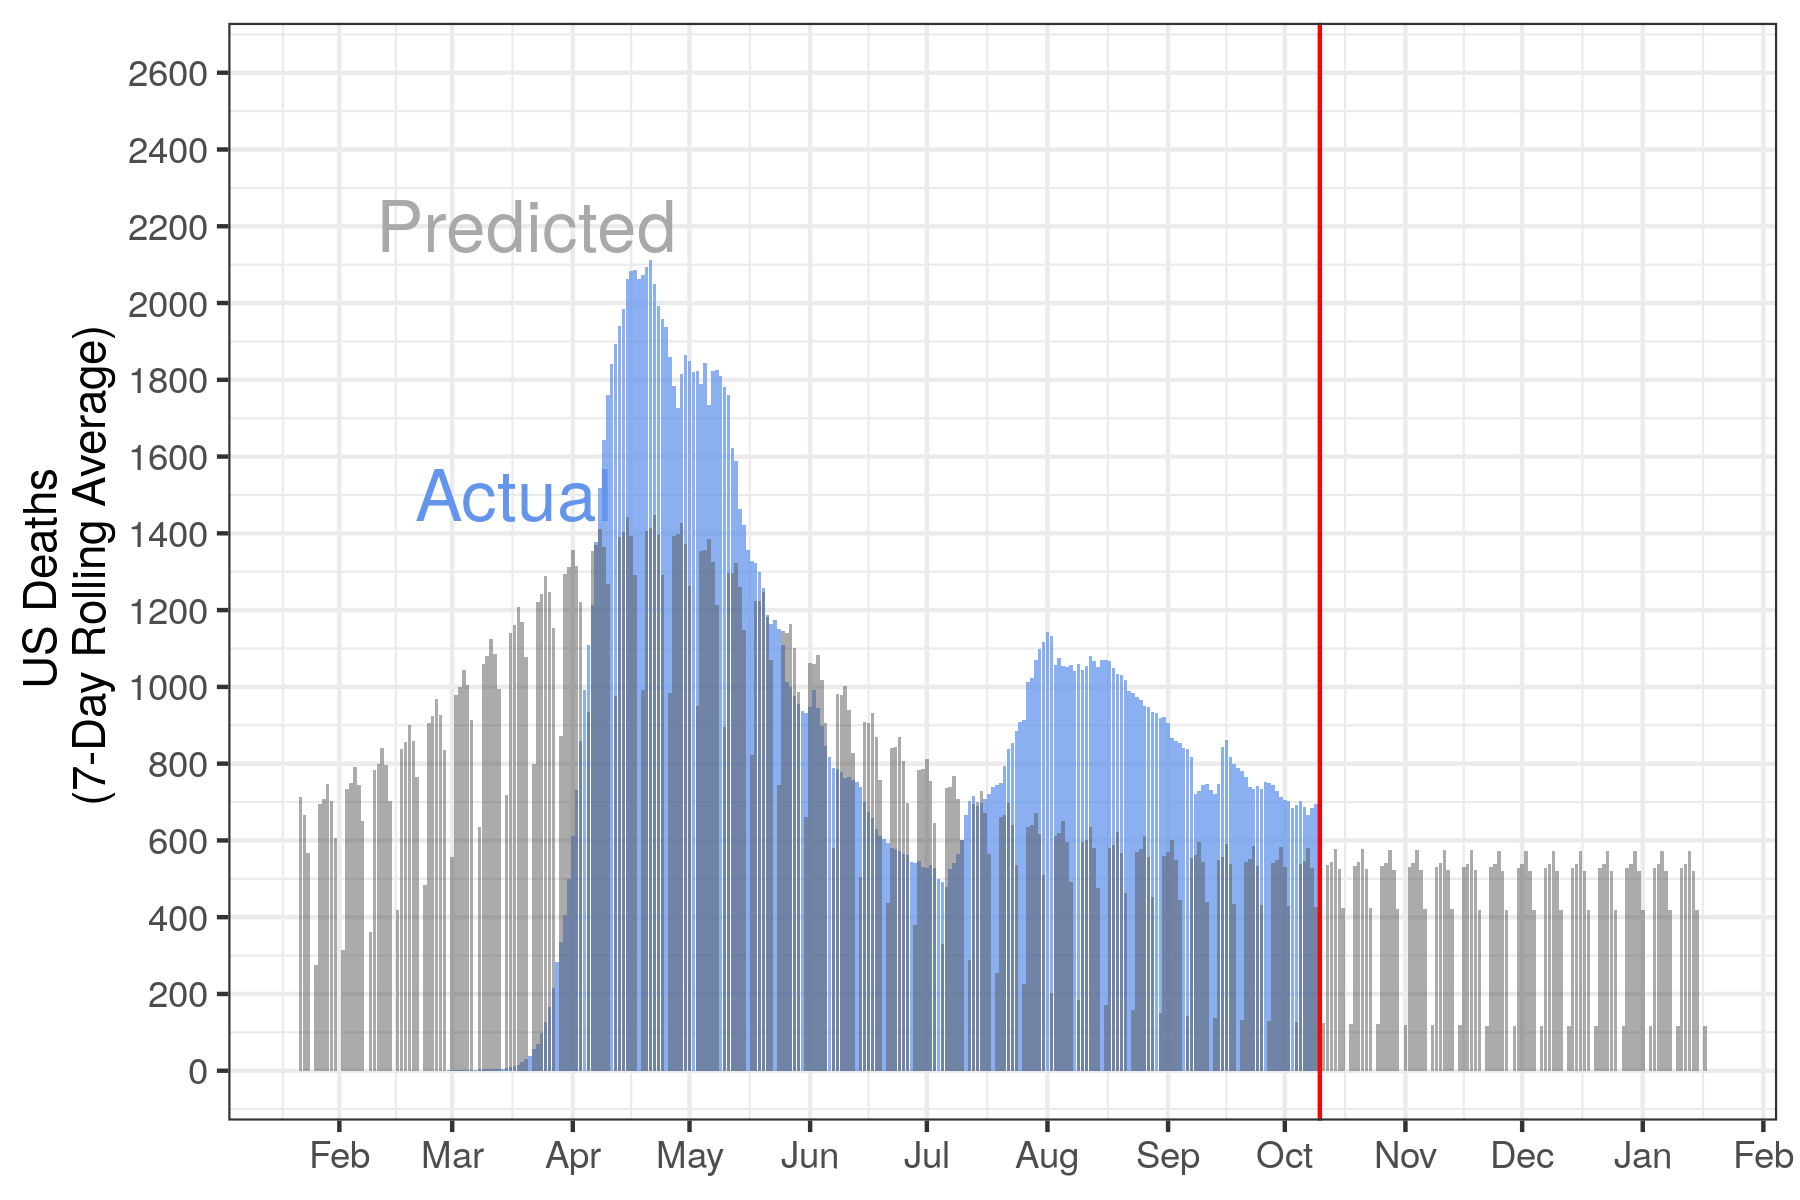 US Deaths
(7-Day Rolling Average)
2600
2400
2200
2000
1800
1600
1400
1200
1000
800
600
400
200
0
Predicted
Actual
Feb Mar Apr May Jun Jul Aug Sep Oct Nov Dec Jan Feb